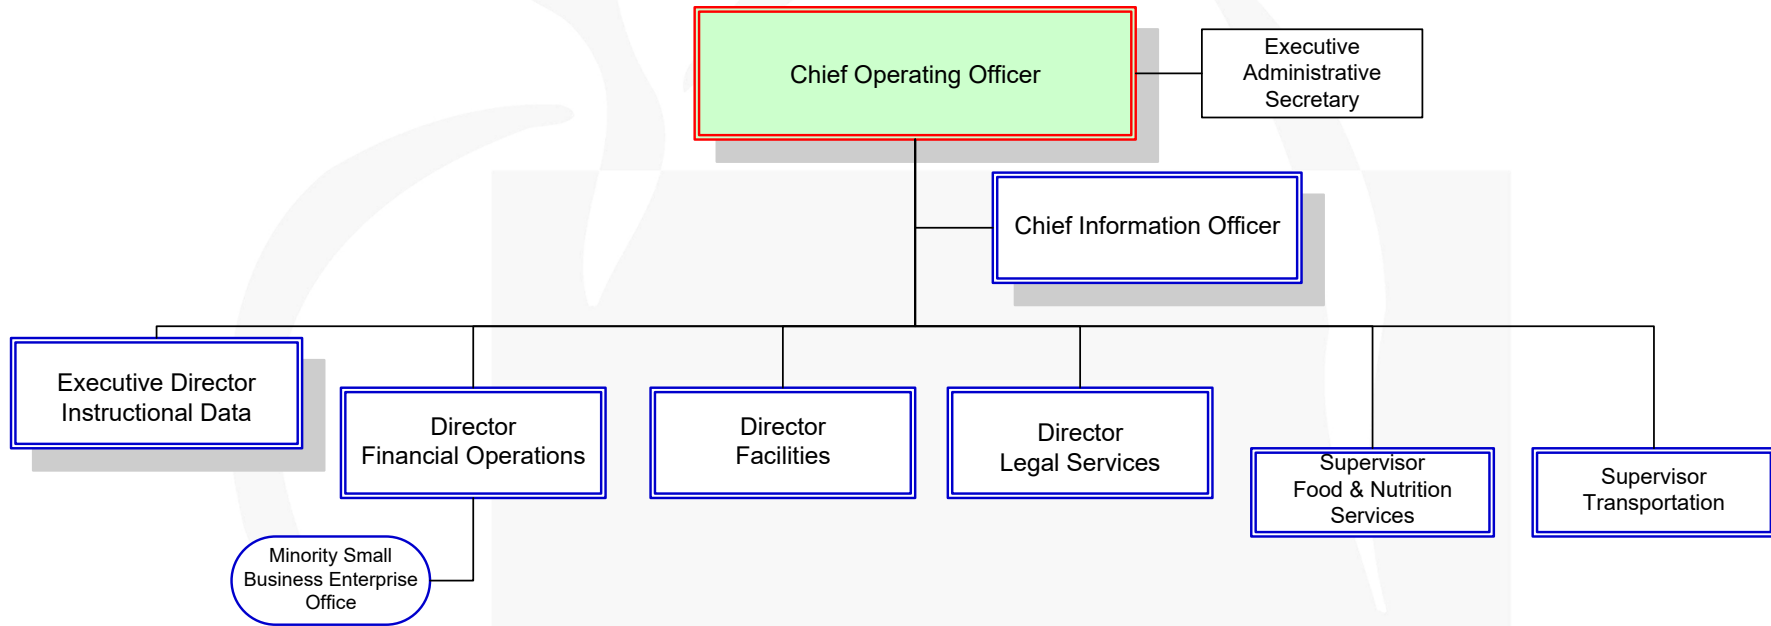 Chief Operating Officer
Executive
Administrative
Secretary
Chief Information Officer
Executive Director
Instructional Data
Director
Financial Operations
Director
Facilities
Director
Legal Services
Supervisor
Food & Nutrition
Services
Supervisor
Transportation
Minority Small
Business Enterprise
Office